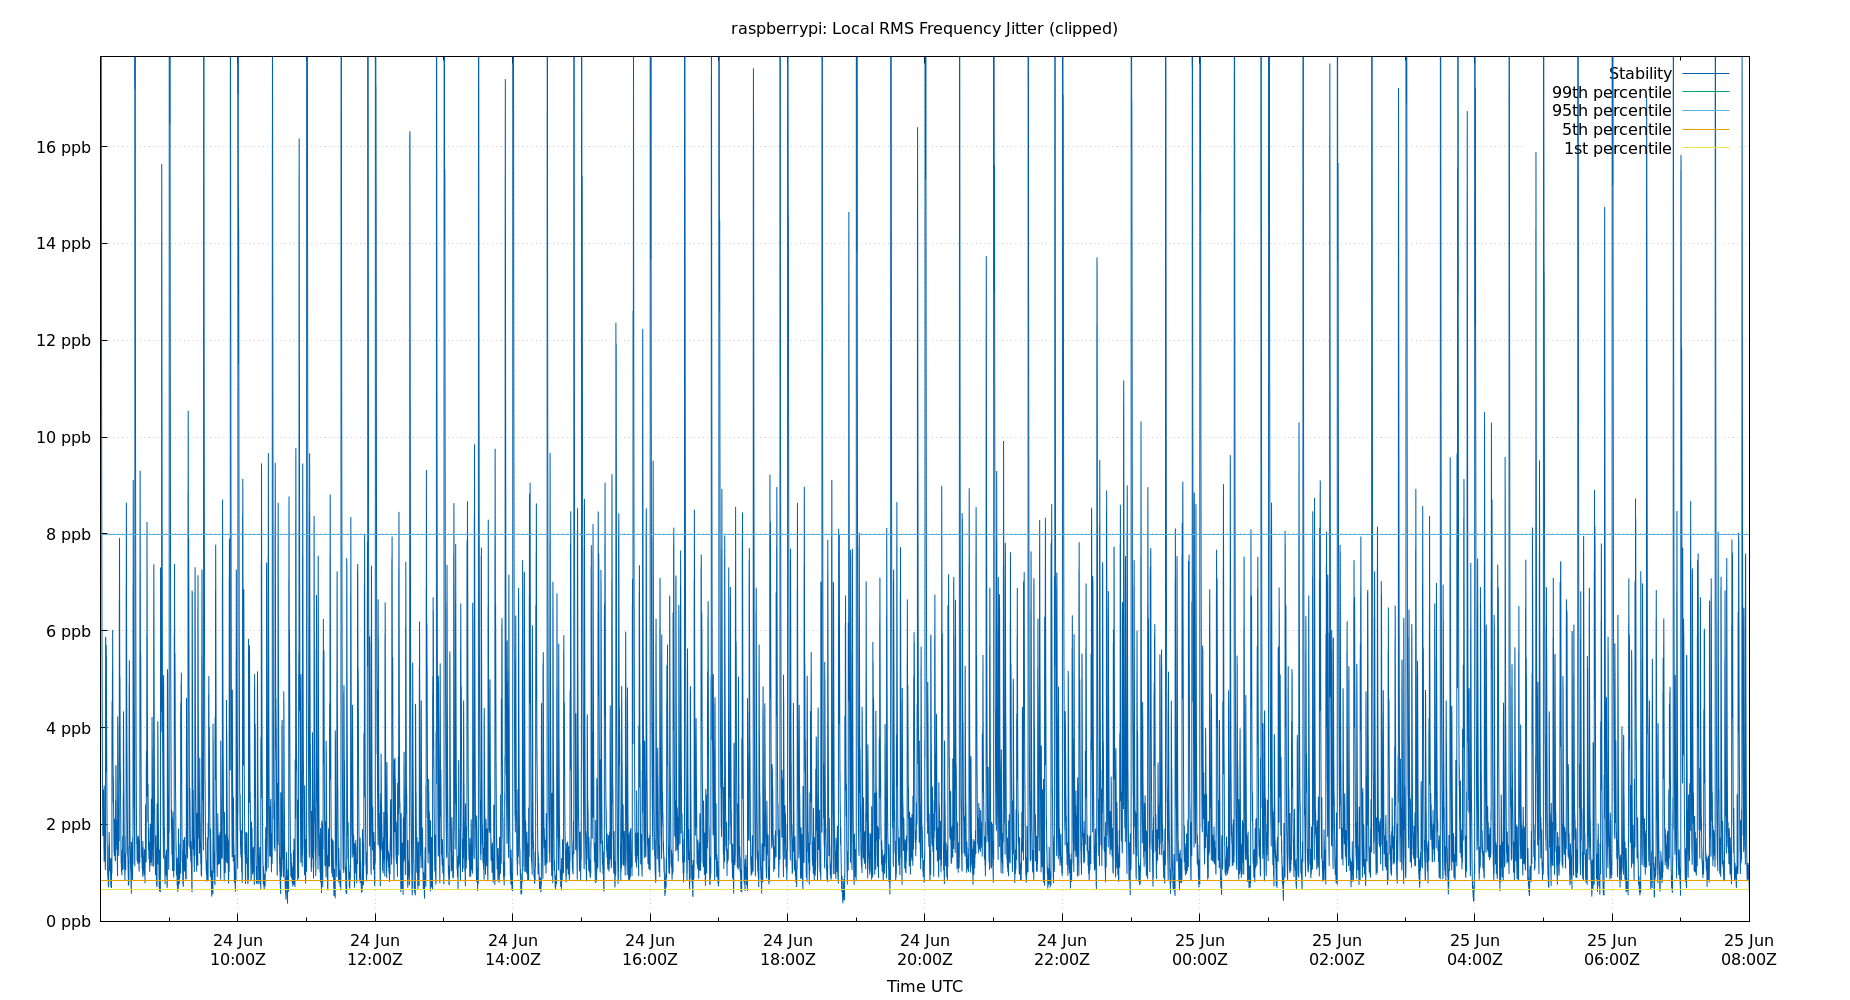 raspberrypi: Local RMS Frequency Jitter (clipped)
Stability
99th percentile
95th percentile
5th percentile
1st percentile
16 ppb
14 ppb
12 ppb
10 ppb
8 ppb
6 ppb
4 ppb
2 ppb
0 ppb
24 Jun 24 Jun 24 Jun 24 Jun 24 Jun 24 Jun 24 Jun 25 Jun 25 Jun 25 Jun 25 Jun 25 Jun
10:00Z 12:00Z 14:00Z 16:00Z 18:00Z 20:00Z 22:00Z 00:00Z 02:00Z 04:00Z 06:00Z 08:00Z
Time UTC